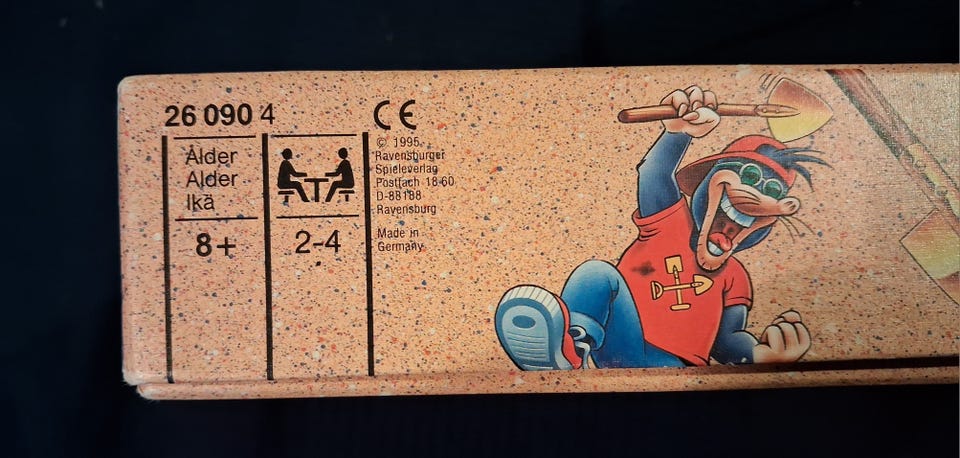 26 090 4
Ålder
Alder
Ikä
8+
2-4
CE
© 1995
Ravensburger
Spieleverlag
Postfach 18 60
D-88188
Ravensburg
Made in
Germany